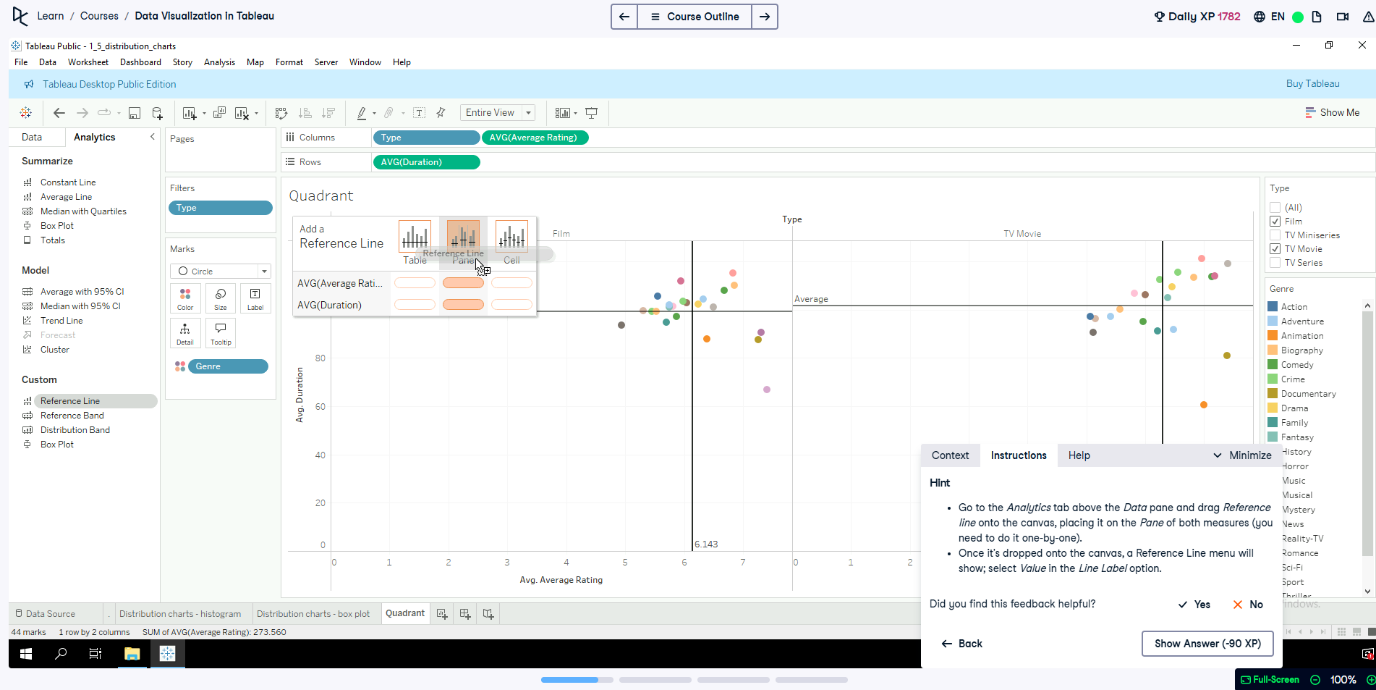 Learn / Courses / Data Visualization in Tableau
Course Outline
Daily XP 1782
EN
Tableau Public - 1_5_distribution_charts
File Data Worksheet Dashboard Story Analysis Map Format Server Window Help
Tableau Desktop Public Edition
Buy Tableau
Entire View
Show Me
Data
Analytics
Summarize
Constant Line
Average Line
Median with Quartiles
Box Plot
Totals
Model
Average with 95% CI
Median with 95% CI
Trend Line
Forecast
Cluster
Custom
Reference Line
Reference Band
Distribution Band
Box Plot
Pages
Filters
Type
Marks
Circle
Color
Size
Label
Detail
Tooltip
Genre
Columns
Type
AVG(Average Rating)
Rows
AVG(Duration)
Quadrant
Add a
Reference Line
Table
Pane
Cell
Reference Line
AVG(Average Rati...
AVG(Duration)
Type
Film
TV Movie
Average
80
60
40
20
0
Avg. Duration
6.143
0 1 2 3 4 5 6 7 0 1 2
Avg. Average Rating
Type
(All)
Film
TV Miniseries
TV Movie
TV Series
Genre
Action
Adventure
Animation
Biography
Comedy
Crime
Documentary
Drama
Family
Fantasy
History
Horror
Music
Musical
Mystery
News
Reality-TV
Romance
Sci-Fi
Sport
Thriller
Context
Instructions
Help
Minimize
Hint
Go to the Analytics tab above the Data pane and drag Reference
line onto the canvas, placing it on the Pane of both measures (you
need to do it one-by-one).
Once it's dropped onto the canvas, a Reference Line menu will
show; select Value in the Line Label option.
Did you find this feedback helpful?
Yes
No
Back
Show Answer (-90 XP)
indows.
Data Source
Distribution charts - histogram
Distribution charts - box plot
Quadrant
44 marks 1 row by 2 columns SUM of AVG(Average Rating): 273.560
Full-Screen
100%